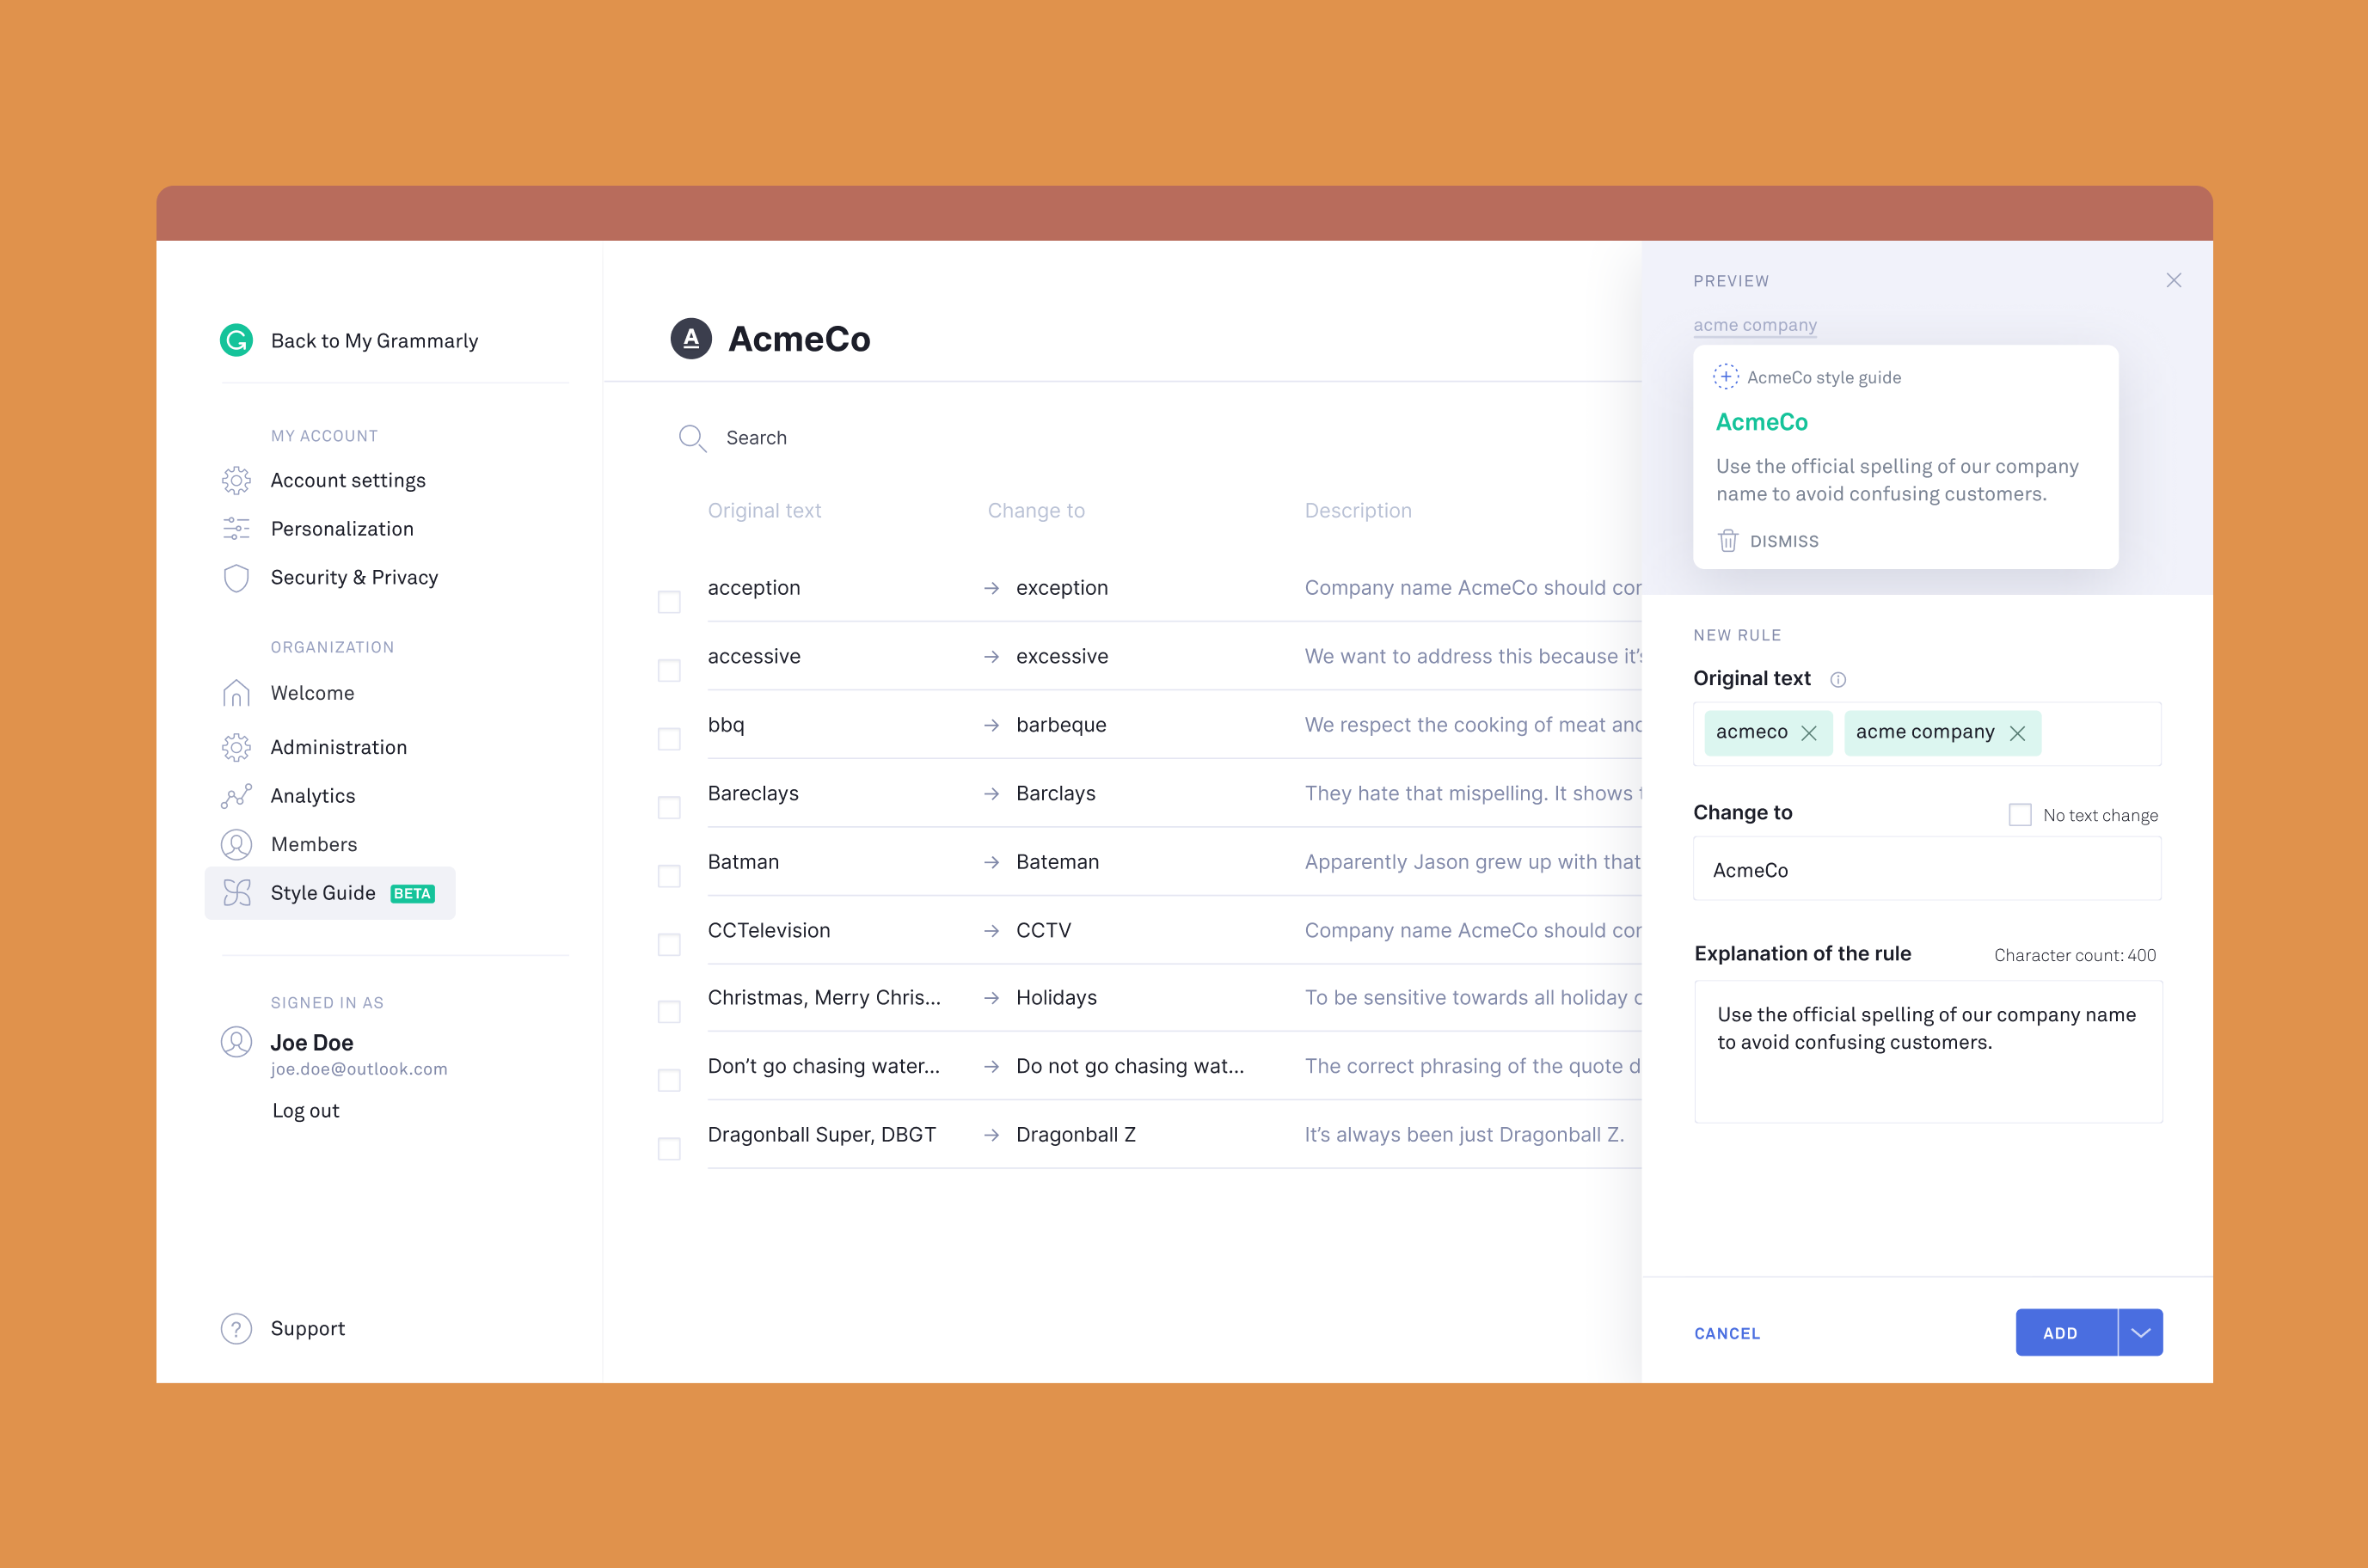 Back to My Grammarly
MY ACCOUNT
Account settings
Personalization
Security & Privacy
ORGANIZATION
Welcome
Administration
Analytics
Members
Style Guide BETA
SIGNED IN AS
Joe Doe
joe.doe@outlook.com
Log out
? Support
A AcmeCo
Search
Original text Change to Description
acception → exception Company name AcmeCo should cor
accessive → excessive We want to address this because it's
bbq → barbeque We respect the cooking of meat and
Bareclays → Barclays They hate that mispelling. It shows t
Batman → Bateman Apparently Jason grew up with that
CCTelevision → CCTV Company name AcmeCo should cor
Christmas, Merry Chris... → Holidays To be sensitive towards all holiday c
Don't go chasing water... → Do not go chasing wat... The correct phrasing of the quote d
Dragonball Super, DBGT → Dragonball Z It's always been just Dragonball Z.
PREVIEW
acme company
AcmeCo style guide
AcmeCo
Use the official spelling of our company
name to avoid confusing customers.
DISMISS
NEW RULE
Original text
acmeco acme company
Change to No text change
AcmeCo
Explanation of the rule Character count: 400
Use the official spelling of our company name
to avoid confusing customers.
CANCEL ADD